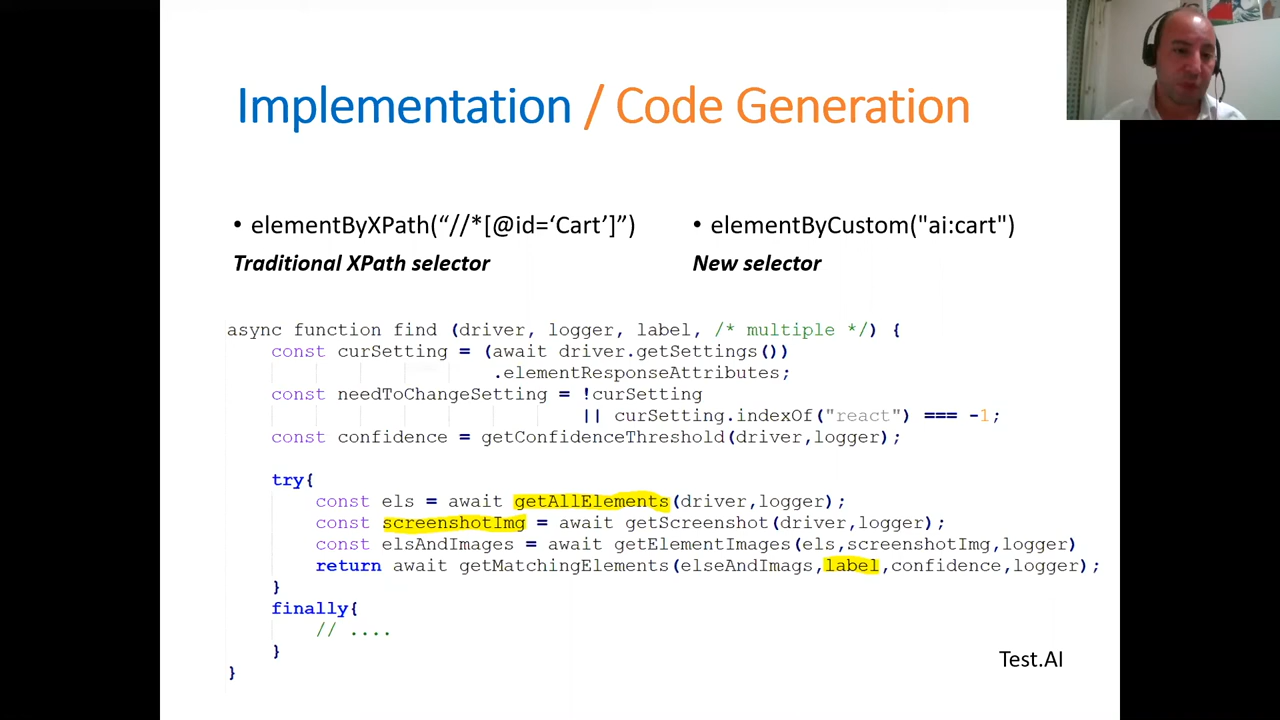 Implementation / Code Generation
• elementByXPath(“//*[@id=‘Cart’]”)
Traditional XPath selector
• elementByCustom("ai:cart")
New selector
async function find (driver, logger, label, /* multiple */) {
const curSetting = (await driver.getSettings())
.elementResponseAttributes;
const needToChangeSetting = !curSetting
|| curSetting.indexOf("react") === -1;
const confidence = getConfidenceThreshold(driver,logger);
try{
const els = await getAllElements(driver,logger);
const screenshotImg = await getScreenshot(driver,logger);
const elsAndImages = await getElementImages(els,screenshotImg,logger)
return await getMatchingElements(elseAndImags,label,confidence,logger);
}
finally{
// ....
}
}
Test.AI